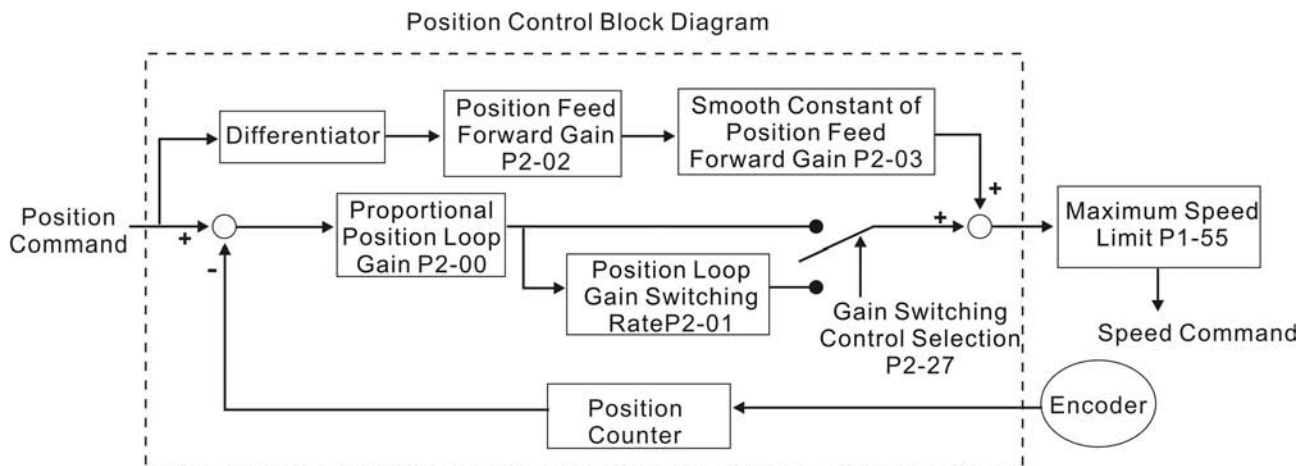 Position Control Block Diagram
Differentiator
Position Feed
Forward Gain
P2-02
Smooth Constant of
Position Feed
Forward Gain P2-03
+
Position
Command
+
-
Proportional
Position Loop
Gain P2-00
Position Loop
Gain Switching
RateP2-01
+
Gain Switching
Control Selection
P2-27
Maximum Speed
Limit P1-55
Speed Command
Encoder
Position
Counter